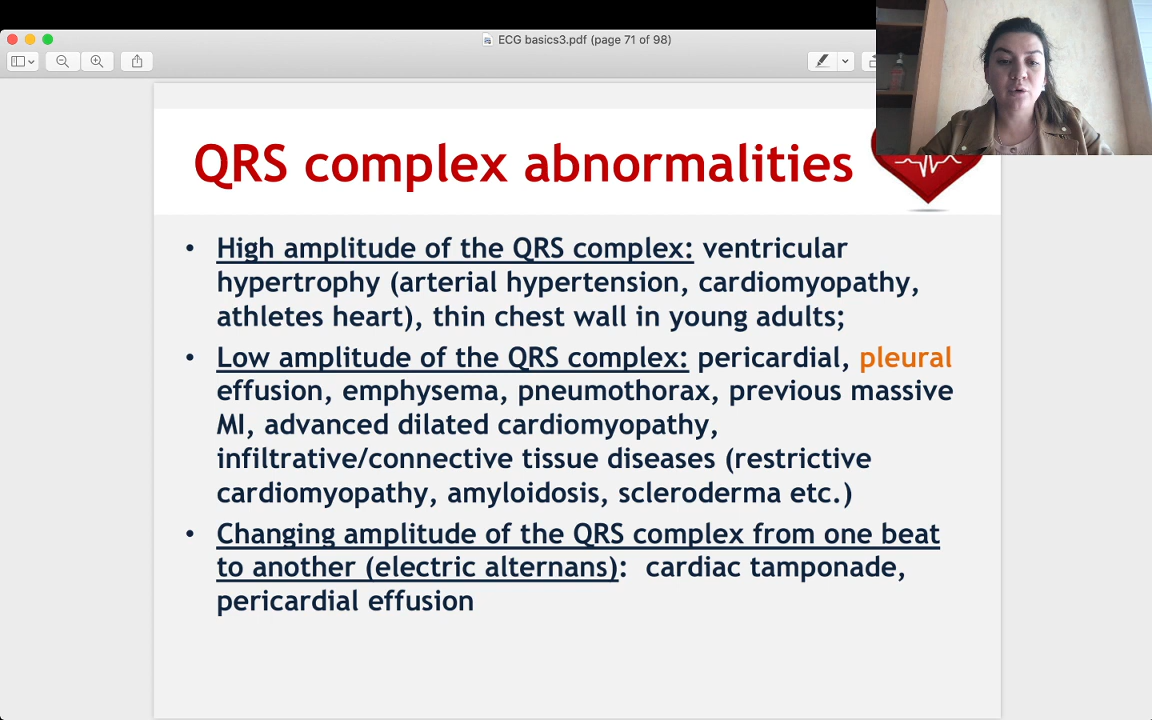 ECG basics3.pdf (page 71 of 98)
QRS complex abnormalities
• High amplitude of the QRS complex: ventricular
hypertrophy (arterial hypertension, cardiomyopathy,
athletes heart), thin chest wall in young adults;
• Low amplitude of the QRS complex: pericardial, pleural
effusion, emphysema, pneumothorax, previous massive
MI, advanced dilated cardiomyopathy,
infiltrative/connective tissue diseases (restrictive
cardiomyopathy, amyloidosis, scleroderma etc.)
• Changing amplitude of the QRS complex from one beat
to another (electric alternans): cardiac tamponade,
pericardial effusion